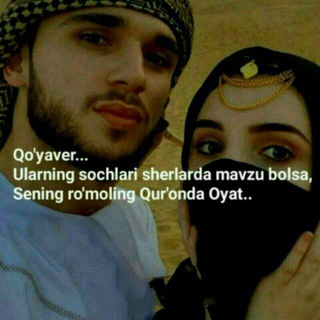 Qo'yaver...
Ularning sochlari sherlarda mavzu bolsa,
Sening ro'moling Qur'onda Oyat..